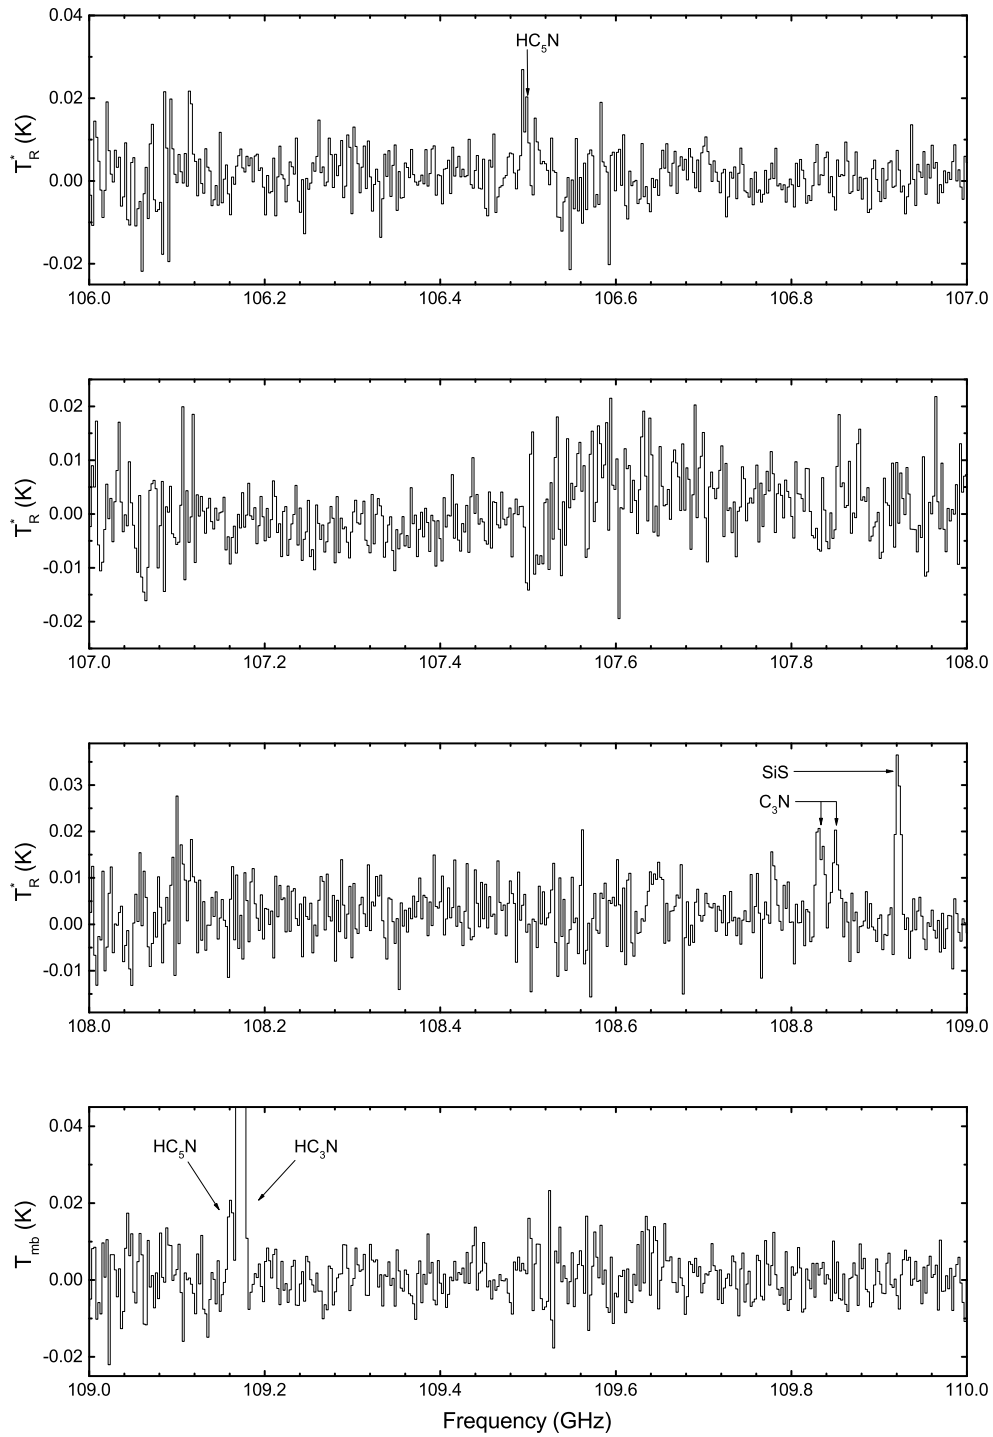 0.04
HC5N
0.02
0.00
-0.02
T*R (K)
106.0 106.2 106.4 106.6 106.8 107.0
0.02
0.01
0.00
-0.01
-0.02
T*R (K)
107.0 107.2 107.4 107.6 107.8 108.0
SiS
0.03
C3N
0.02
0.01
0.00
-0.01
T*R (K)
108.0 108.2 108.4 108.6 108.8 109.0
0.04
HC5N HC3N
0.02
0.00
-0.02
Tmb (K)
109.0 109.2 109.4 109.6 109.8 110.0
Frequency (GHz)